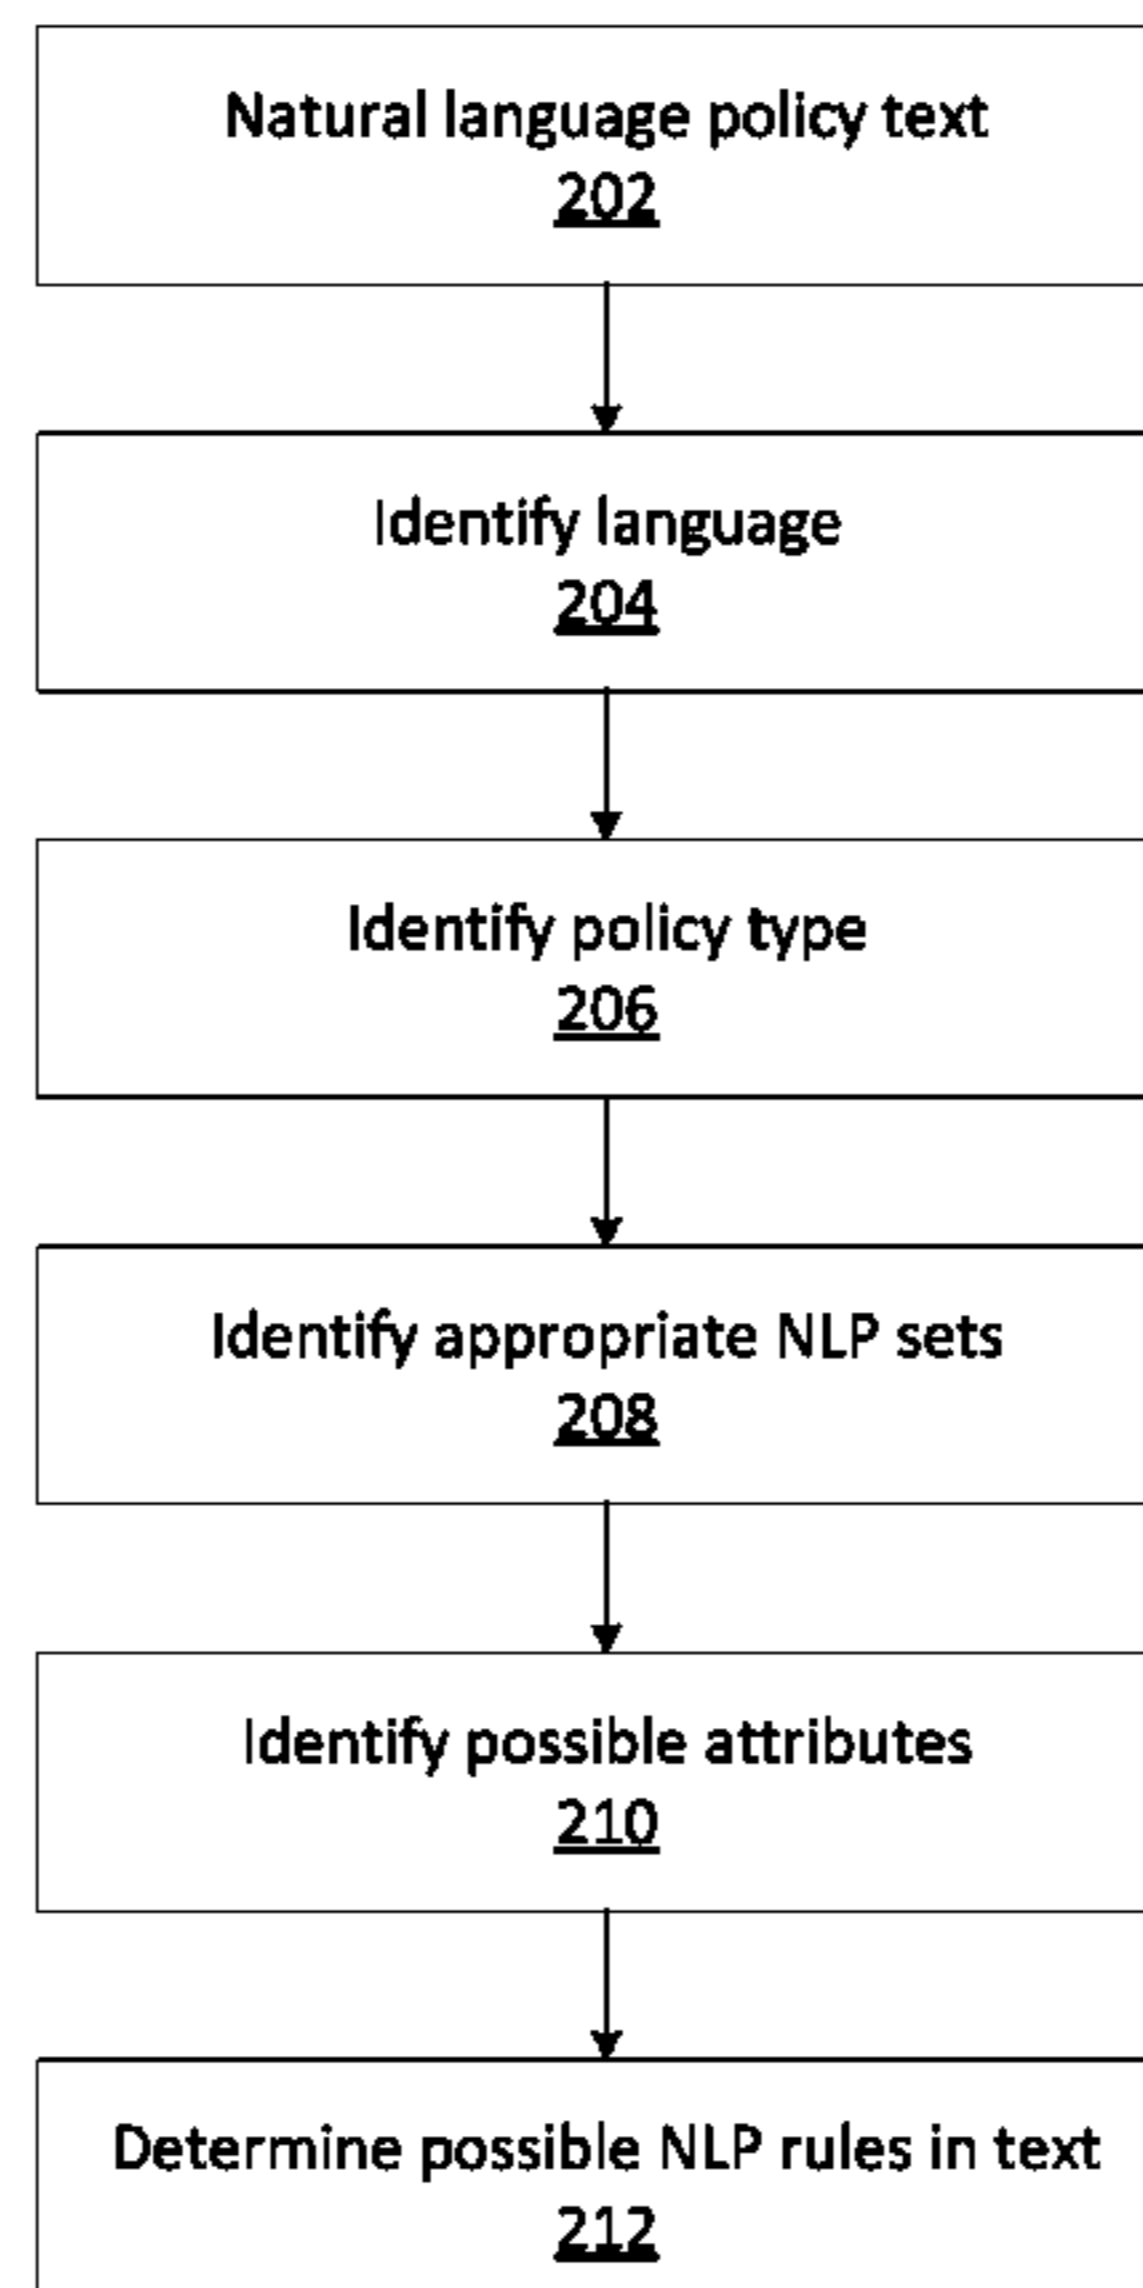 Natural language policy text
202
Identify language
204
Identify policy type
206
Identify appropriate NLP sets
208
Identify possible attributes
210
Determine possible NLP rules in text
212